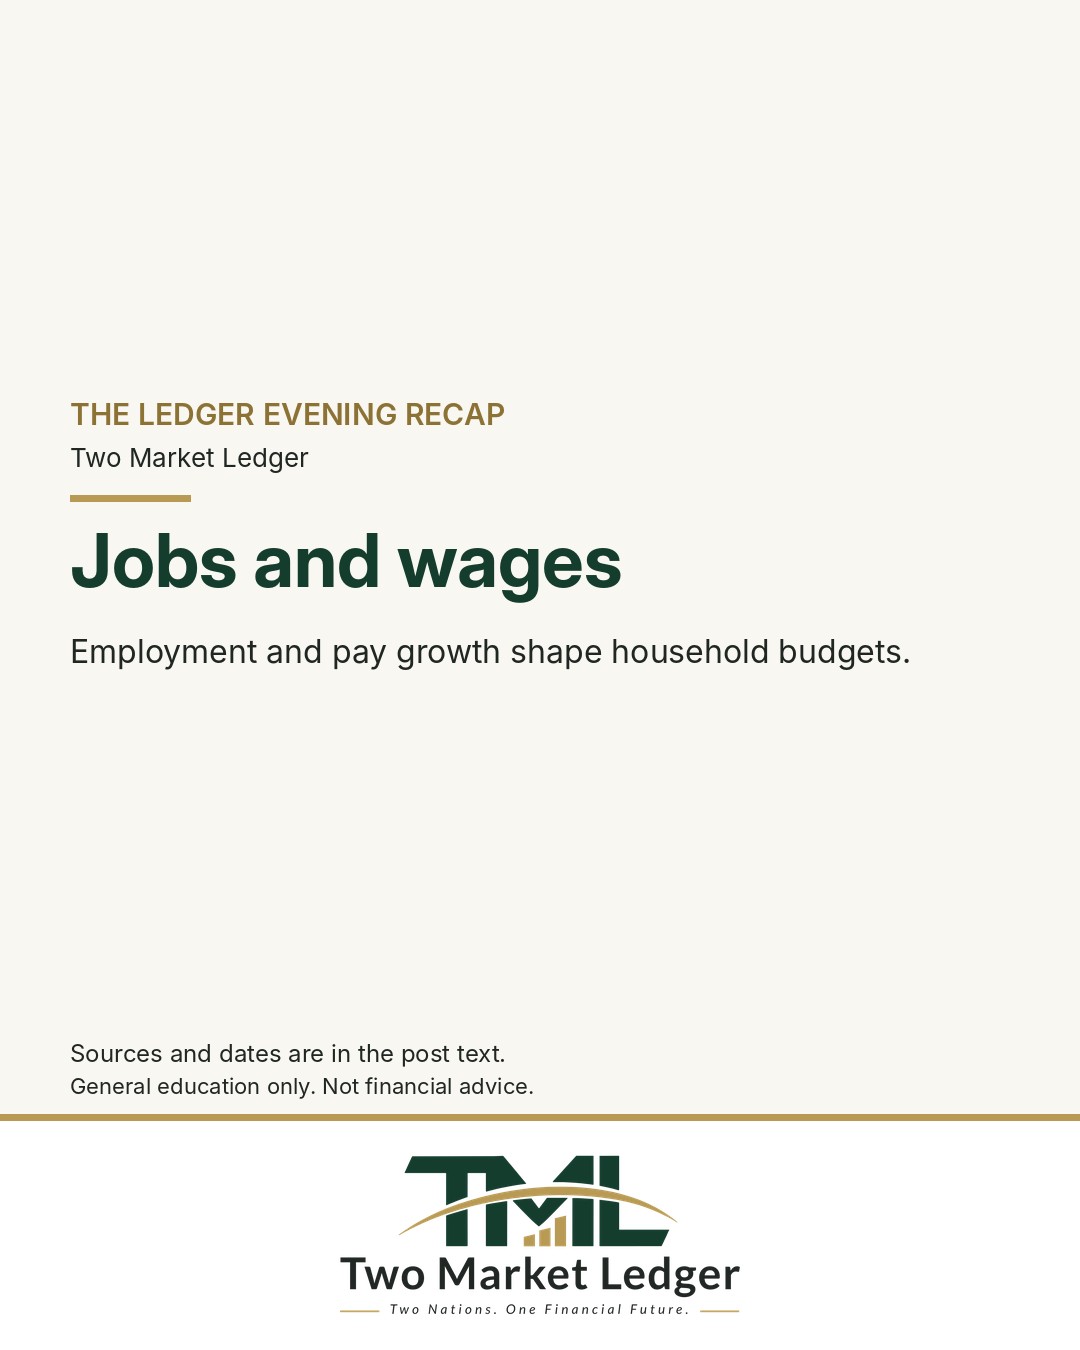 THE LEDGER EVENING RECAP
Two Market Ledger
Jobs and wages
Employment and pay growth shape household budgets.
Sources and dates are in the post text.
General education only. Not financial advice.
TML
Two Market Ledger
Two Nations. One Financial Future.